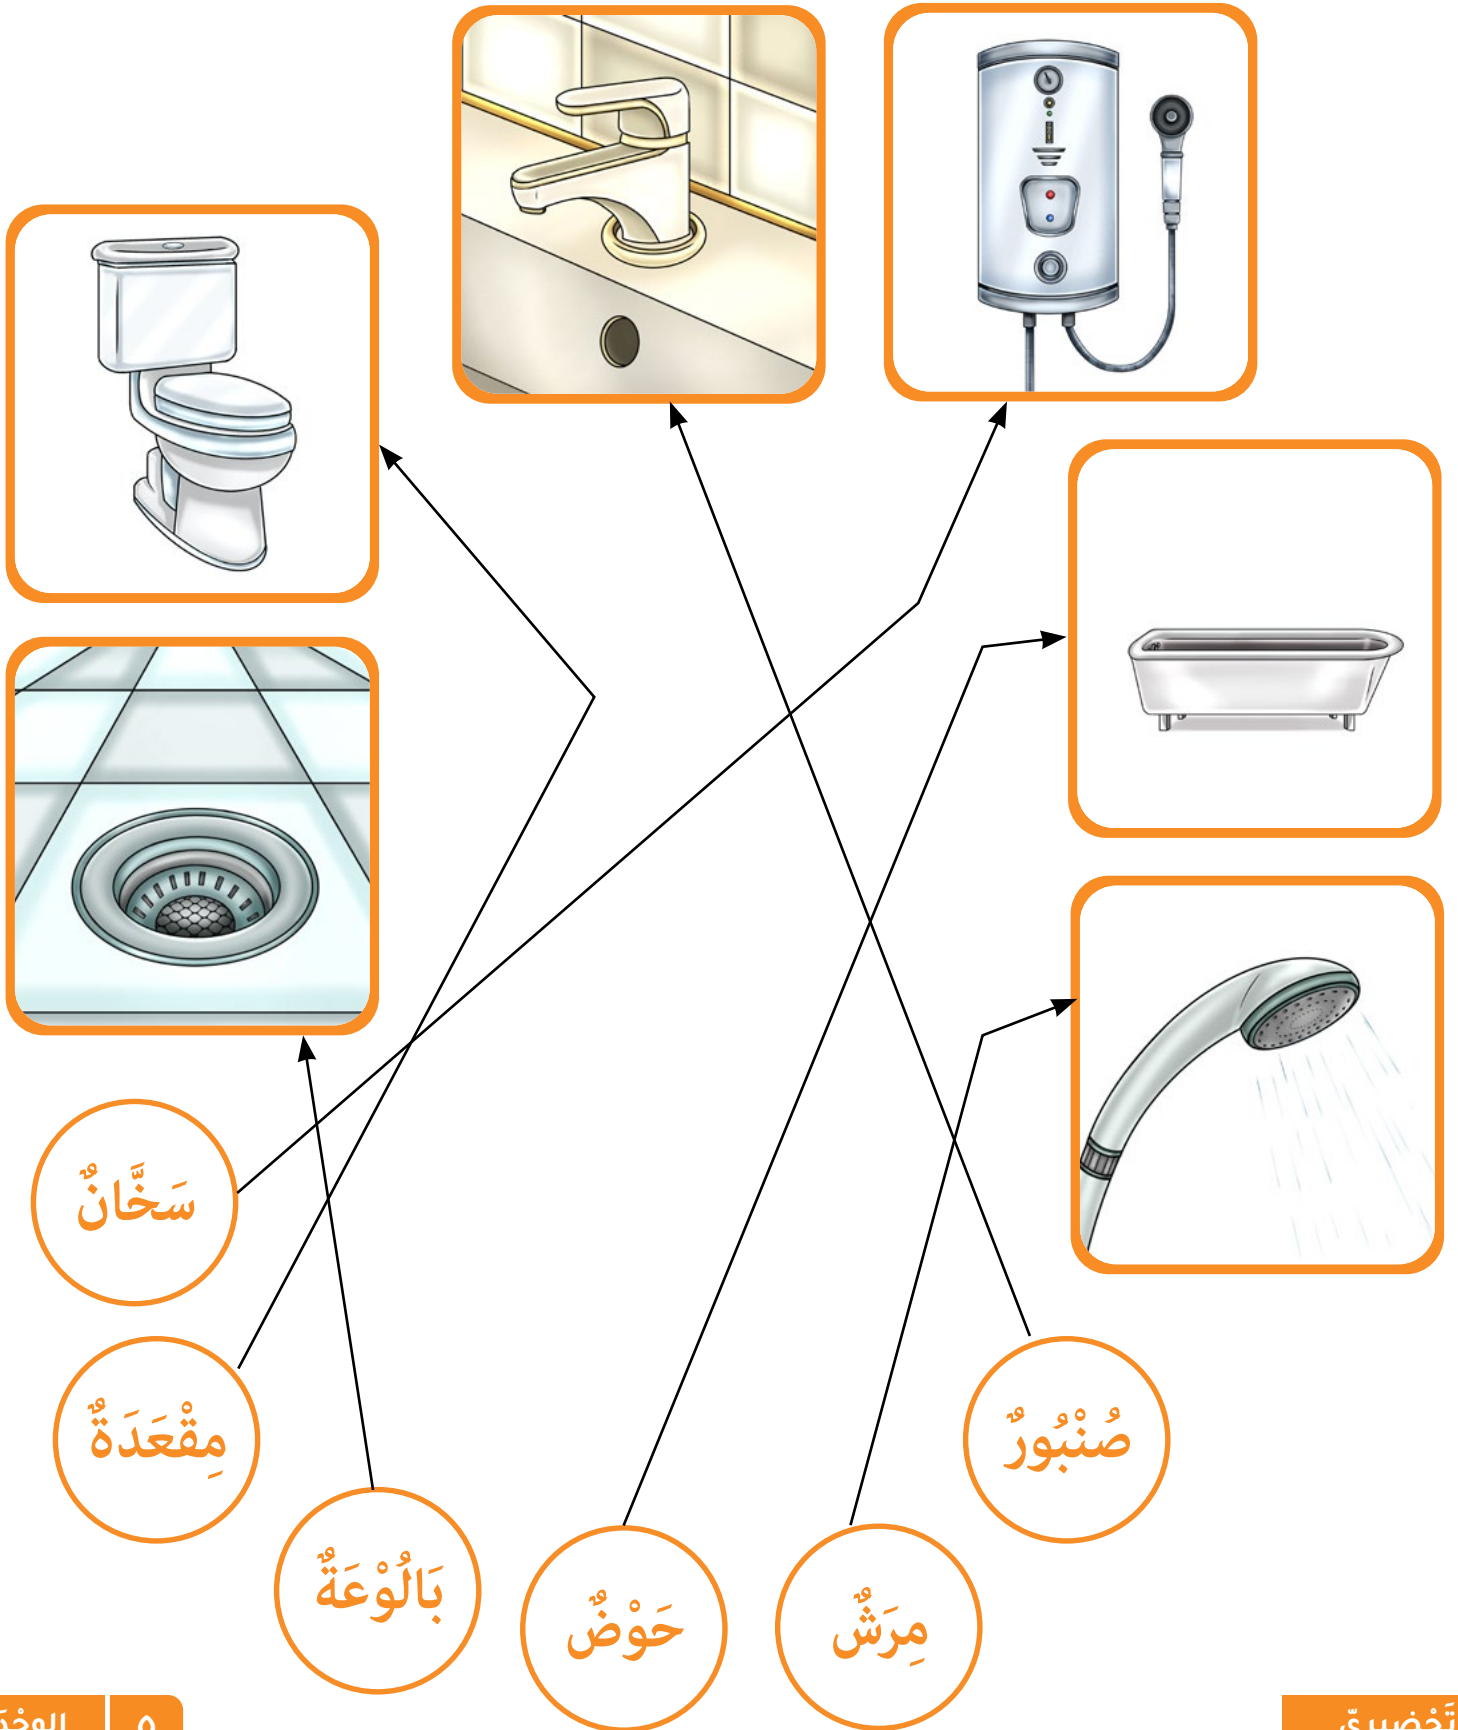 سَخَّانٌ
صُنْبُورٌ
مِقْعَدَةٌ
بَالُوْعَةٌ
حَوْضٌ
مِرَشٌّ
٥